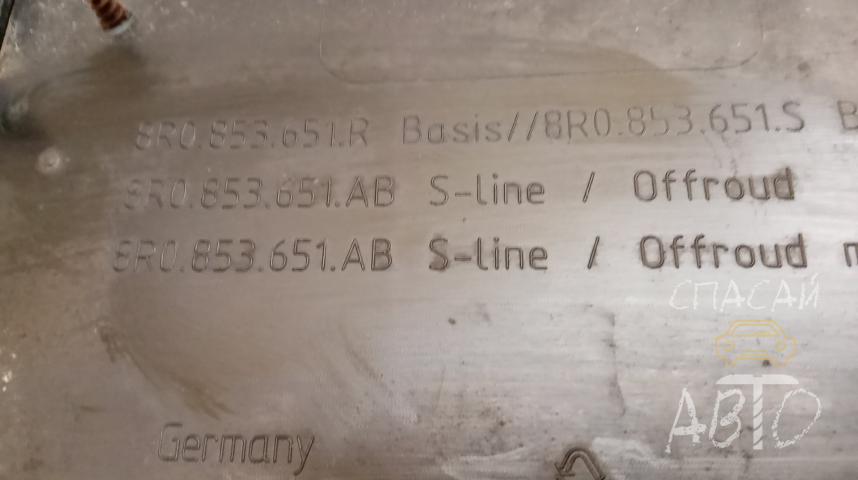 8R0.853.651.R Basis//8R0.853.651.S B
8R0.853.651.AB S-line / Offroud
8R0.853.651.AB S-line / Offroud
СПАСАЙ
АВТО
Germany